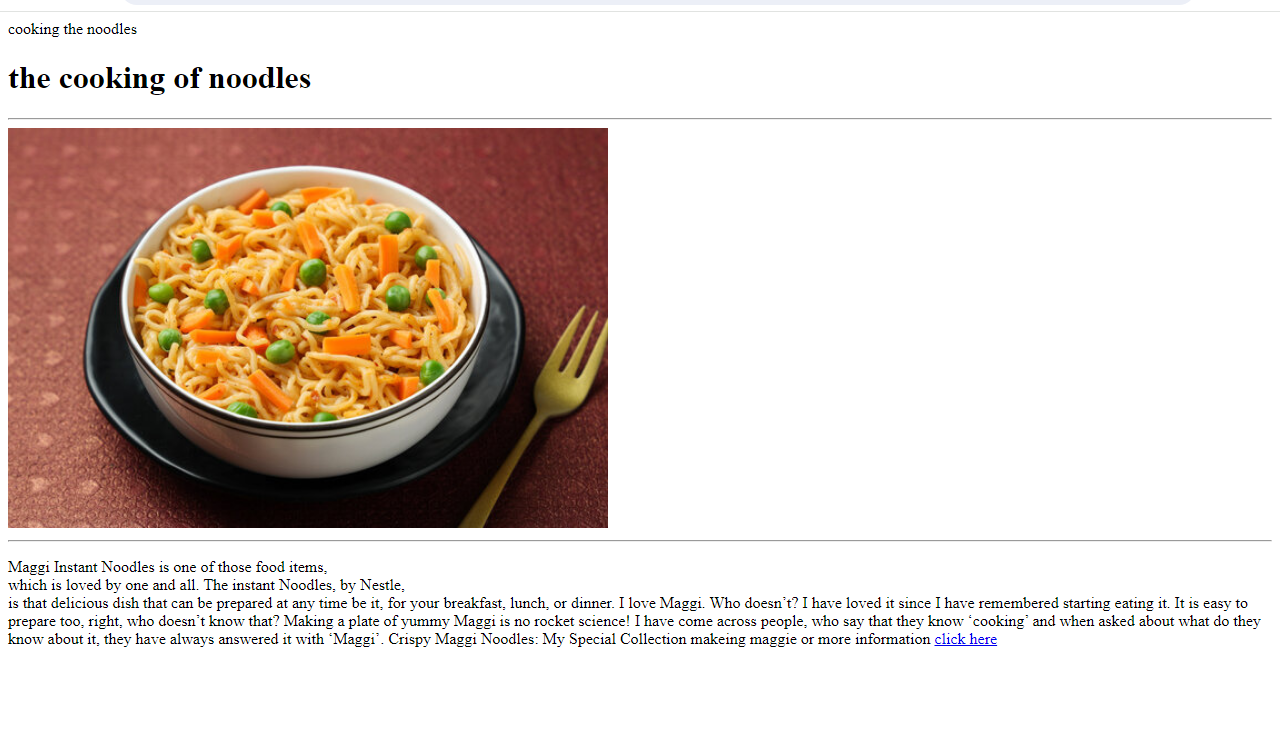 cooking the noodles
the cooking of noodles
Maggi Instant Noodles is one of those food items,
which is loved by one and all. The instant Noodles, by Nestle,
is that delicious dish that can be prepared at any time be it, for your breakfast, lunch, or dinner. I love Maggi. Who doesn’t? I have loved it since I have remembered starting eating it. It is easy to
prepare too, right, who doesn’t know that? Making a plate of yummy Maggi is no rocket science! I have come across people, who say that they know ‘cooking’ and when asked about what do they
know about it, they have always answered it with ‘Maggi’. Crispy Maggi Noodles: My Special Collection makeing maggie or more information click here